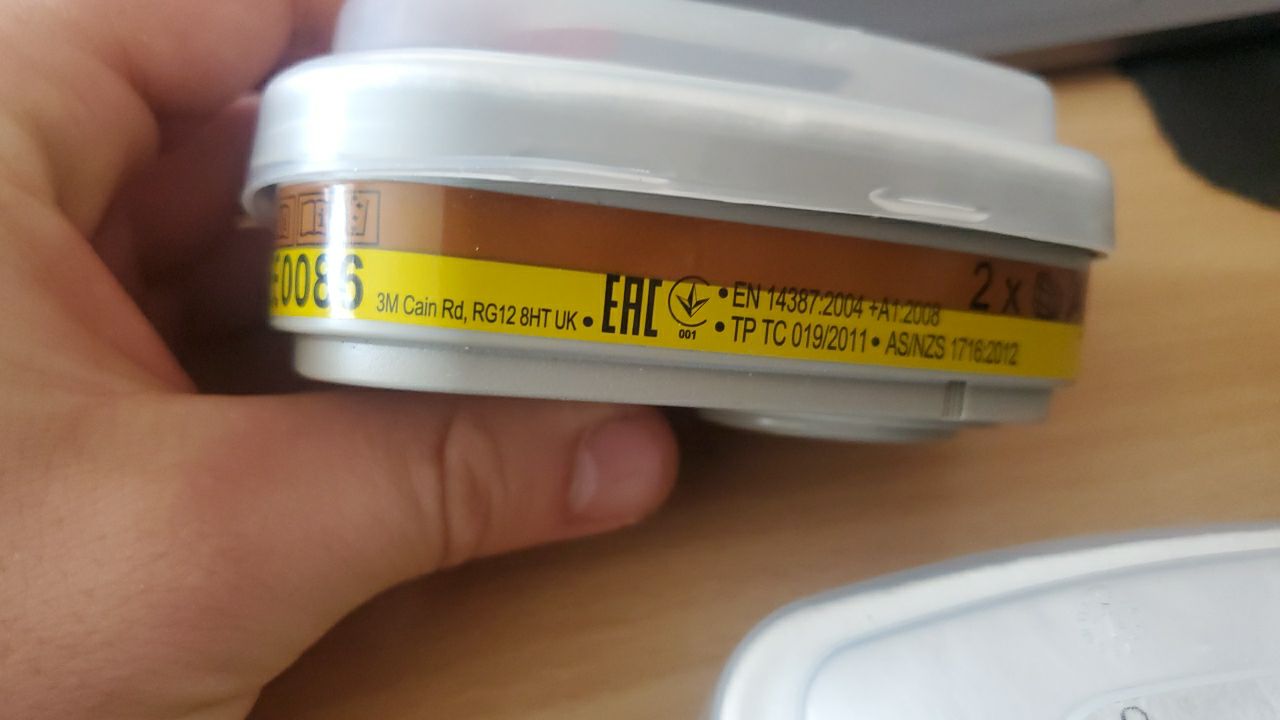 0086
3M Cain Rd, RG12 8HT UK •
EAC
001
• EN 14387:2004 +A1:2008
• TP TC 019/2011 • AS/NZS 1716:2012
2 x